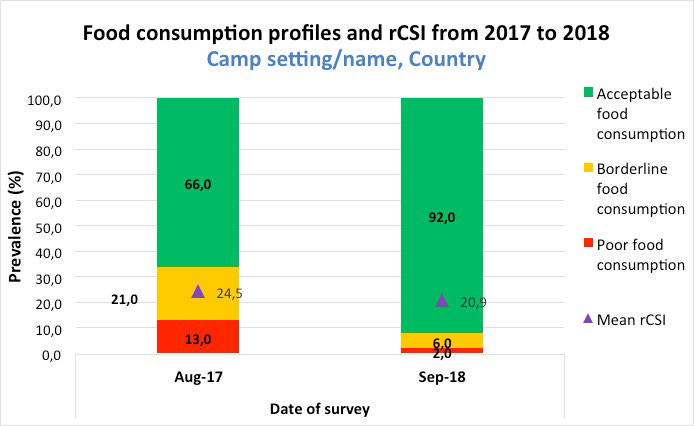 Food consumption profiles and rCSI from 2017 to 2018
Camp setting/name, Country
Prevalence (%)
100,0
90,0
80,0
70,0
60,0
50,0
40,0
30,0
20,0
10,0
0,0
66,0
21,0
24,5
13,0
92,0
20,9
6,0
2,0
Aug-17
Sep-18
Date of survey
Acceptable
food
consumption
Borderline
food
consumption
Poor food
consumption
Mean rCSI